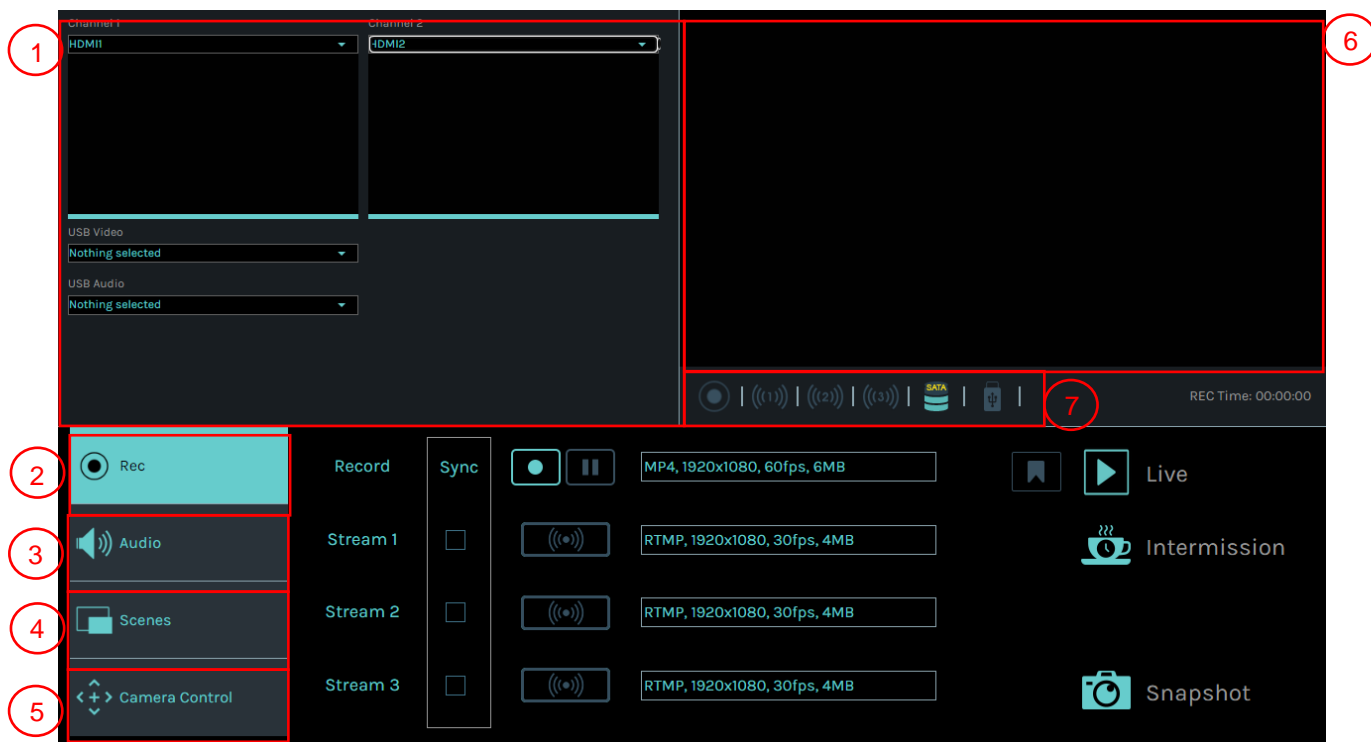 Channel 1
Channel 2
1
HDMI1
HDMI2
6
USB Video
Nothing selected
USB Audio
Nothing selected
((1))
((2))
((3))
SATA
7
REC Time: 00:00:00
2
Rec
Record
Sync
MP4, 1920x1080, 60fps, 6MB
Live
3
Audio
Stream 1
RTMP, 1920x1080, 30fps, 4MB
Intermission
4
Scenes
Stream 2
RTMP, 1920x1080, 30fps, 4MB
5
Camera Control
Stream 3
RTMP, 1920x1080, 30fps, 4MB
Snapshot